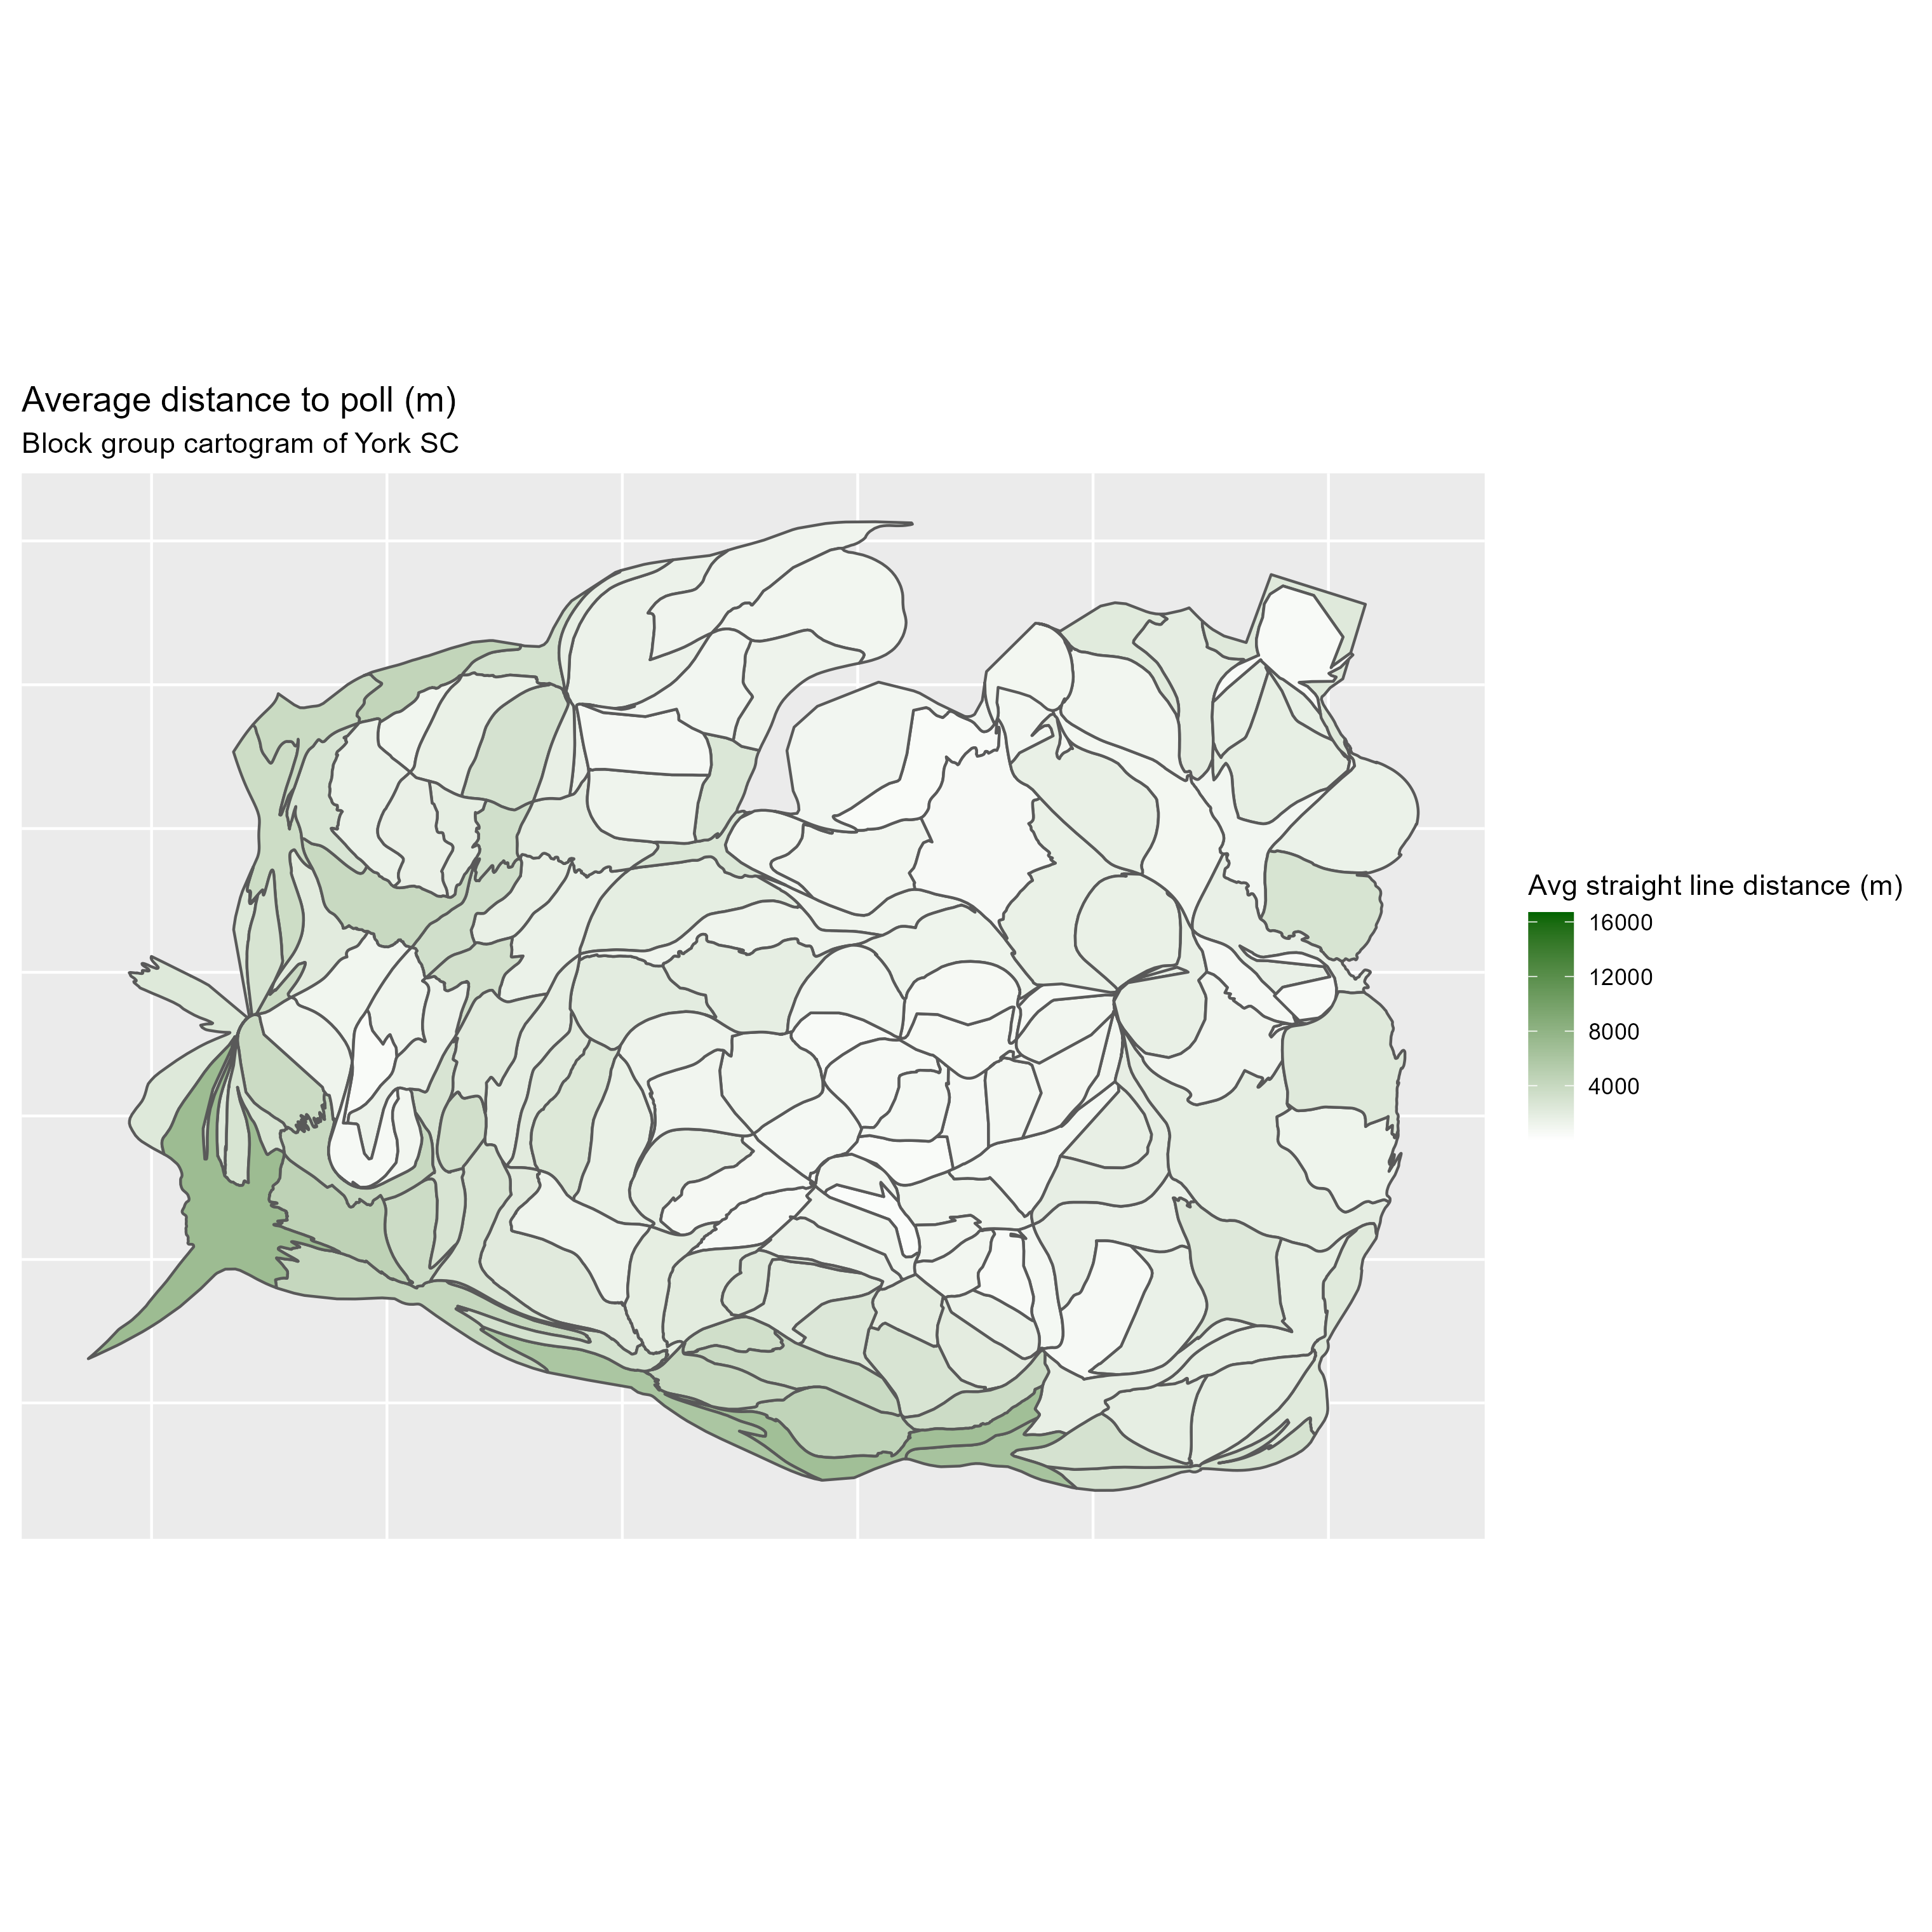 Average distance to poll (m)
Block group cartogram of York SC
Avg straight line distance (m)
16000
12000
8000
4000